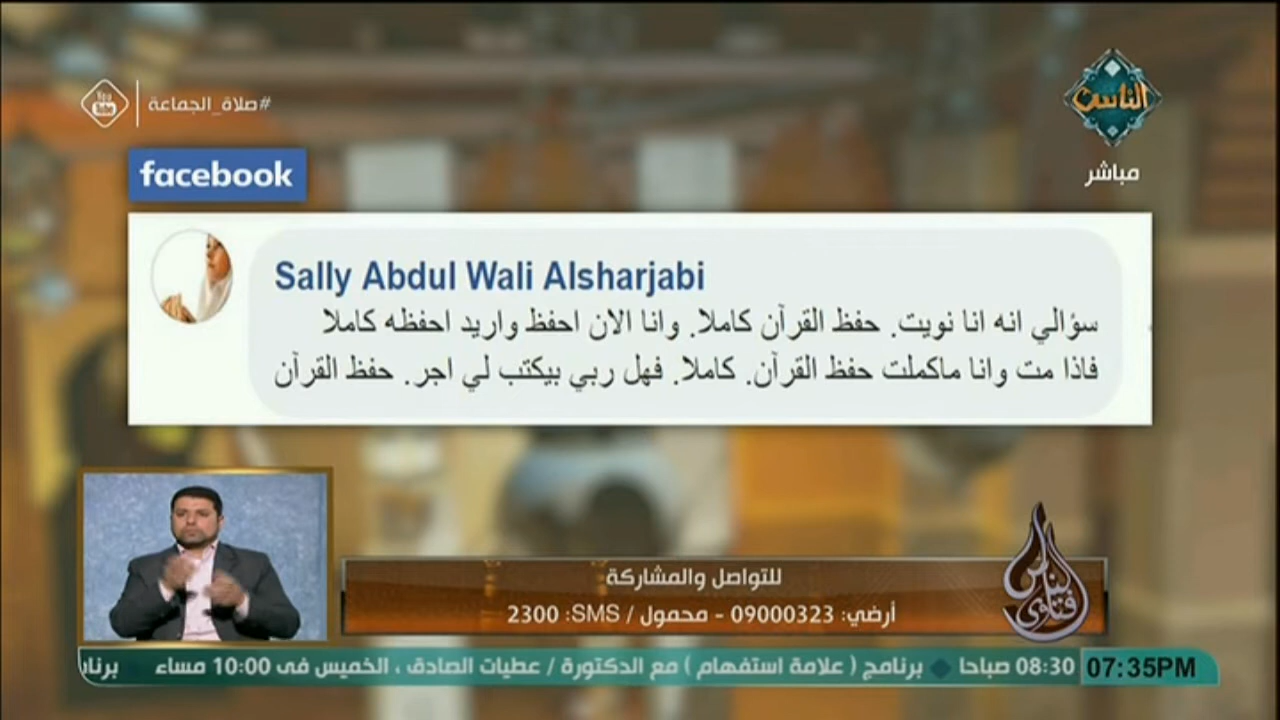 #صلاة_الجماعة
You
Tube
الناس
مباشر
facebook
Sally Abdul Wali Alsharjabi
سؤالي انه انا نويت. حفظ القرآن كاملا. وانا الان احفظ واريد احفظه كاملا
فاذا مت وانا ماكملت حفظ القرآن. كاملا. فهل ربي بيكتب لي اجر. حفظ القرآن
للتواصل والمشاركة
أرضي: 09000323 - محمول / SMS: 2300
فتاوى الناس
07:35PM
08:30 صباحا ◆ برنامج ( علامة استفهام ) مع الدكتورة / عطيات الصادق ، الخميس فى 10:00 مساء